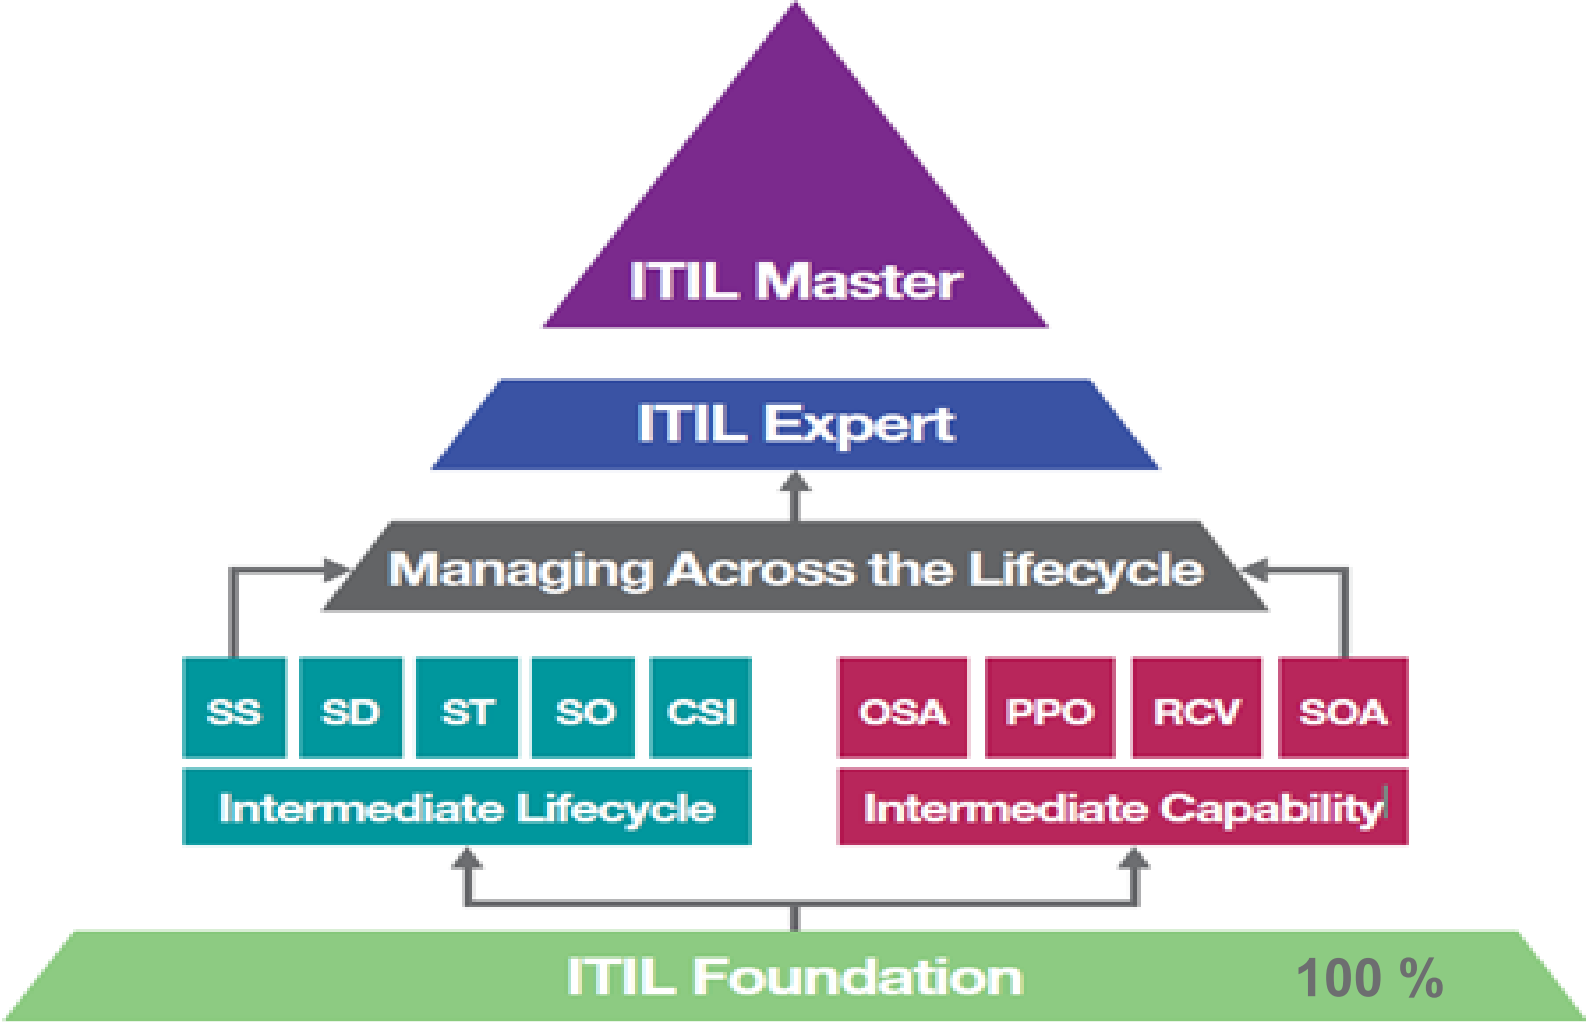 ITIL Master
ITIL Expert
Managing Across the Lifecycle
SS SD ST SO CSI OSA PPO RCV SOA
Intermediate Lifecycle Intermediate Capability
ITIL Foundation 100 %